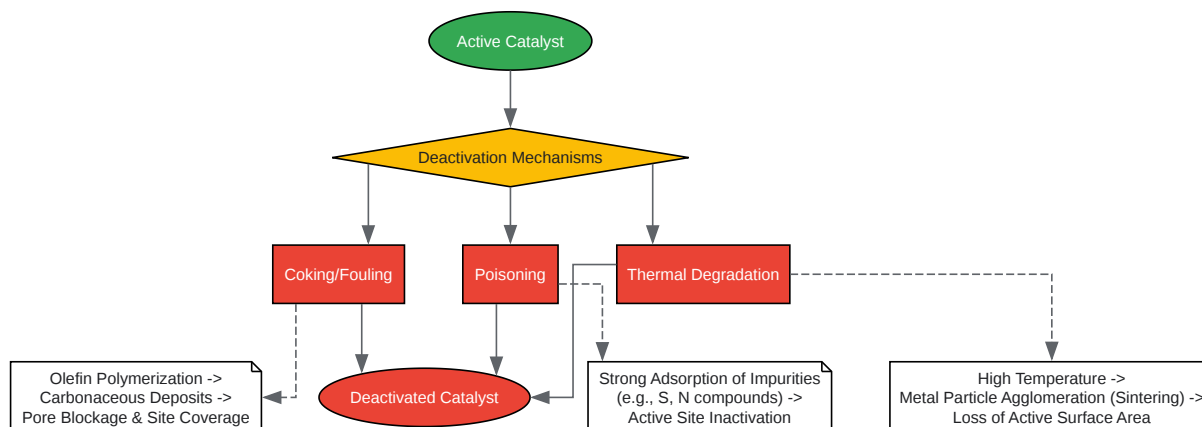 Active Catalyst
Deactivation Mechanisms
Coking/Fouling
Poisoning
Thermal Degradation
Olefin Polymerization ->
Carbonaceous Deposits ->
Pore Blockage & Site Coverage
Deactivated Catalyst
Strong Adsorption of Impurities
(e.g., S, N compounds) ->
Active Site Inactivation
High Temperature ->
Metal Particle Agglomeration (Sintering) ->
Loss of Active Surface Area